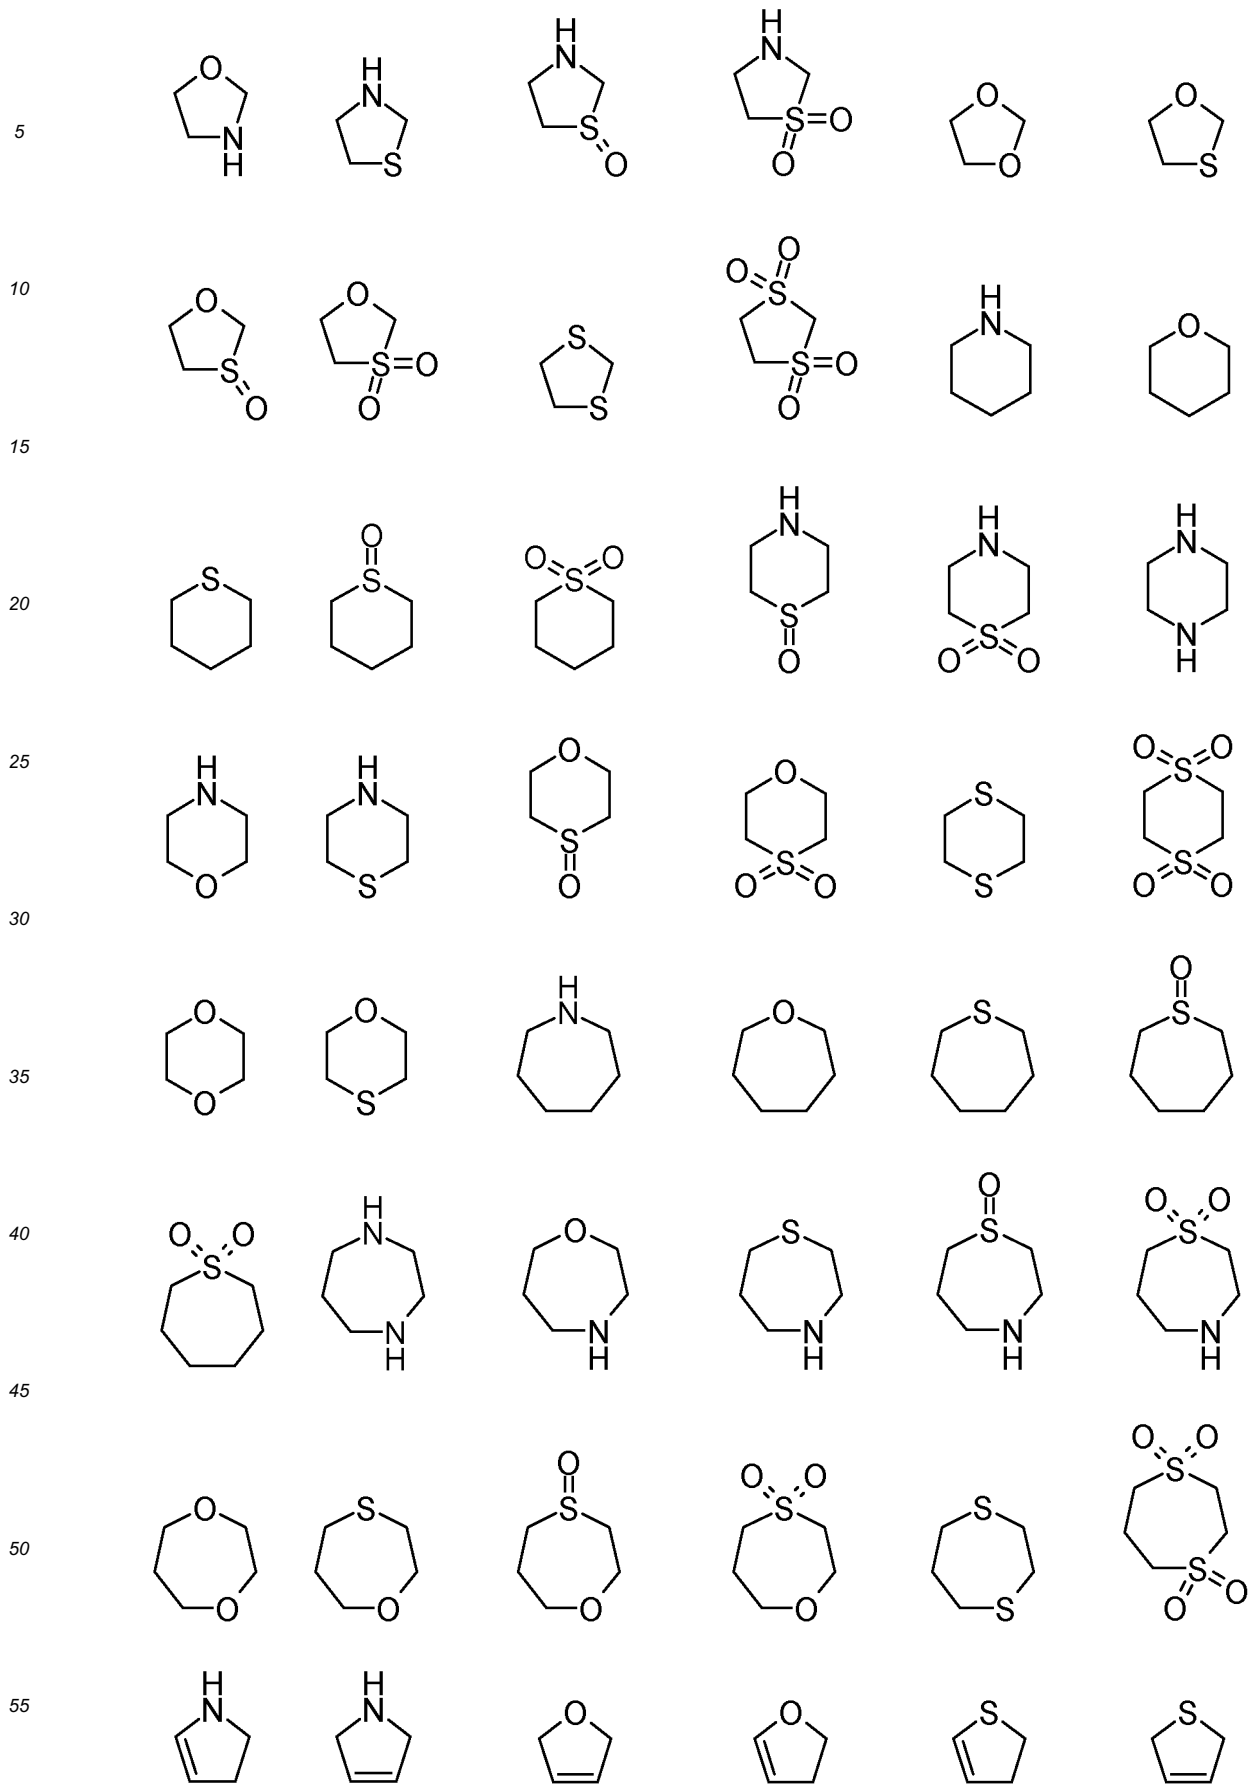 H
H N
O H N
N O O
5 N S S O
H S O O O S
O O
10 O S H
O O N
S S O O
S S O
O O S O
15
H
N H H
O O O N N
20 S S S S S N
O O O H
25 H H O O O
N N O S S
S S
O O S O O O S O O
30
H O
O O N O S S
35 O S
O
H O O
40 O O N O S S S
S
N N N N N
H H H H H
45
O O
O O O S
50 O S S S S
S
O O O O S O O
H H
55 N N O O S S